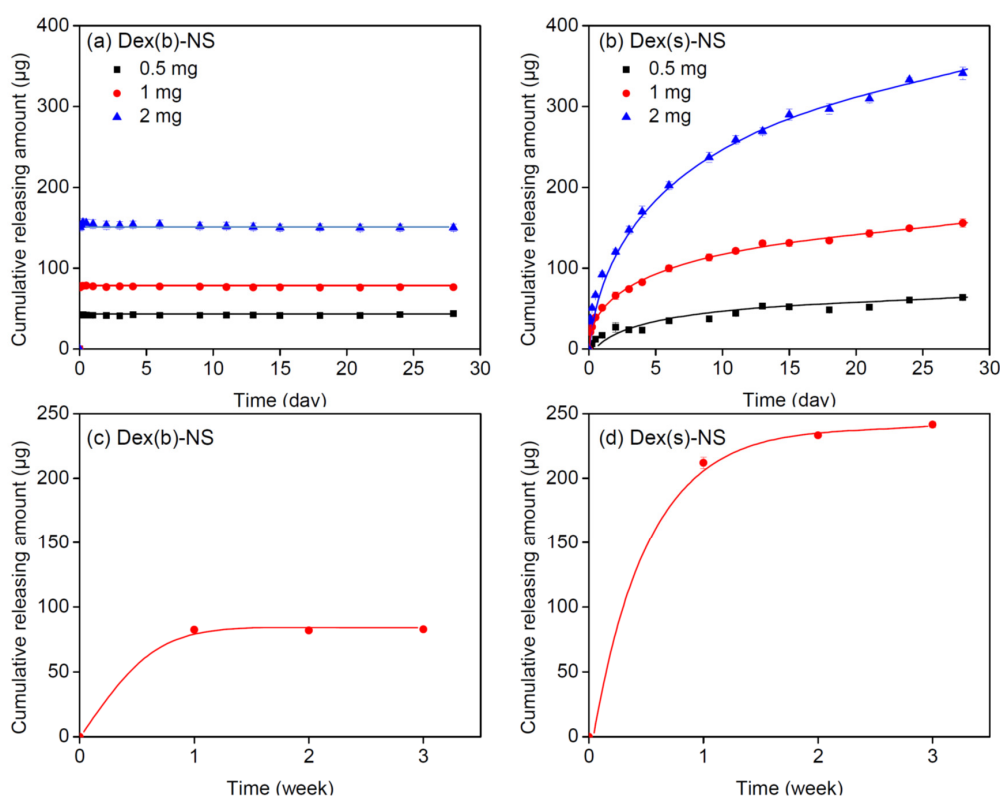 (a) Dex(b)-NS
0.5 mg
1 mg
2 mg
Cumulative releasing amount (µg)
400
300
200
100
0
0 5 10 15 20 25 30
Time (day)
(b) Dex(s)-NS
0.5 mg
1 mg
2 mg
Cumulative releasing amount (µg)
400
300
200
100
0
0 5 10 15 20 25 30
Time (day)
(c) Dex(b)-NS
Cumulative releasing amount (µg)
250
200
150
100
50
0
0 1 2 3
Time (week)
(d) Dex(s)-NS
Cumulative releasing amount (µg)
250
200
150
100
50
0
0 1 2 3
Time (week)